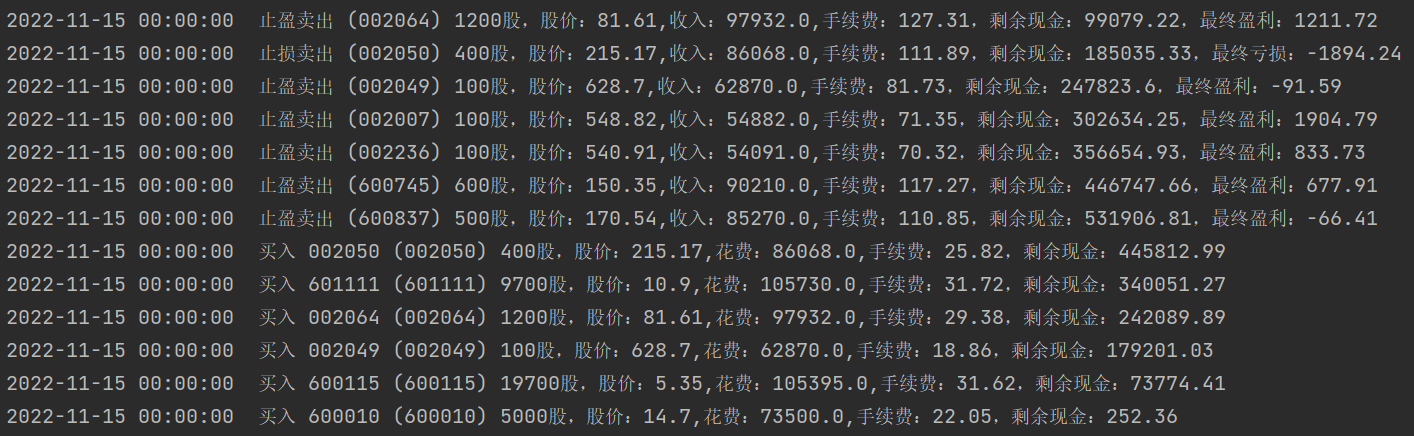 2022-11-15 00:00:00  止盈卖出 (002064) 1200股，股价：81.61,收入：97932.0,手续费：127.31，剩余现金：99079.22，最终盈利：1211.72
2022-11-15 00:00:00  止损卖出 (002050) 400股，股价：215.17,收入：86068.0,手续费：111.89，剩余现金：185035.33，最终亏损：-1894.24
2022-11-15 00:00:00  止盈卖出 (002049) 100股，股价：628.7,收入：62870.0,手续费：81.73，剩余现金：247823.6，最终盈利：-91.59
2022-11-15 00:00:00  止盈卖出 (002007) 100股，股价：548.82,收入：54882.0,手续费：71.35，剩余现金：302634.25，最终盈利：1904.79
2022-11-15 00:00:00  止盈卖出 (002236) 100股，股价：540.91,收入：54091.0,手续费：70.32，剩余现金：356654.93，最终盈利：833.73
2022-11-15 00:00:00  止盈卖出 (600745) 600股，股价：150.35,收入：90210.0,手续费：117.27，剩余现金：446747.66，最终盈利：677.91
2022-11-15 00:00:00  止盈卖出 (600837) 500股，股价：170.54,收入：85270.0,手续费：110.85，剩余现金：531906.81，最终盈利：-66.41
2022-11-15 00:00:00  买入 002050 (002050) 400股，股价：215.17,花费：86068.0,手续费：25.82，剩余现金：445812.99
2022-11-15 00:00:00  买入 601111 (601111) 9700股，股价：10.9,花费：105730.0,手续费：31.72，剩余现金：340051.27
2022-11-15 00:00:00  买入 002064 (002064) 1200股，股价：81.61,花费：97932.0,手续费：29.38，剩余现金：242089.89
2022-11-15 00:00:00  买入 002049 (002049) 100股，股价：628.7,花费：62870.0,手续费：18.86，剩余现金：179201.03
2022-11-15 00:00:00  买入 600115 (600115) 19700股，股价：5.35,花费：105395.0,手续费：31.62，剩余现金：73774.41
2022-11-15 00:00:00  买入 600010 (600010) 5000股，股价：14.7,花费：73500.0,手续费：22.05，剩余现金：252.36